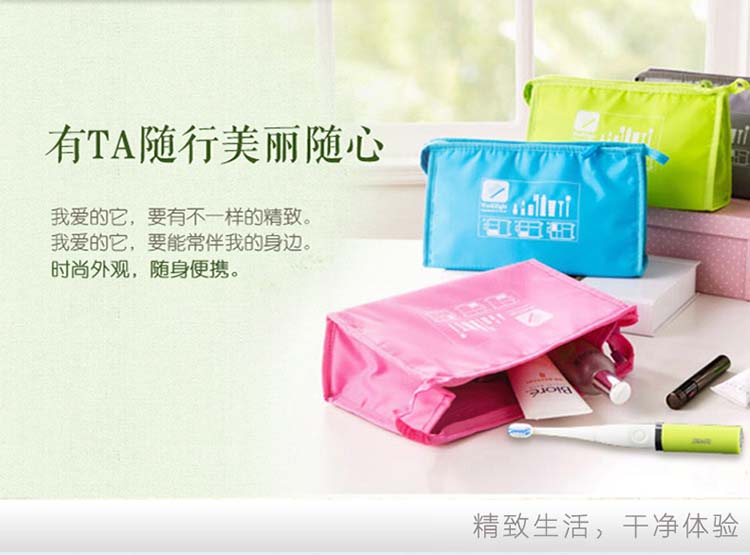 有TA随行美丽随心
我爱的它，要有不一样的精致。
我爱的它，要能常伴我的身边。
时尚外观，随身便携。
Bioré
精致生活，干净体验